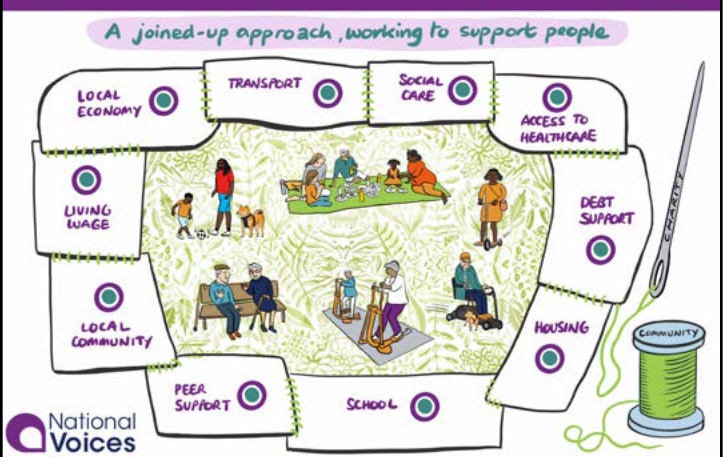 A joined-up approach, working to support people
LOCAL
ECONOMY
TRANSPORT
SOCIAL
CARE
ACCESS TO
HEALTHCARE
LIVING
WAGE
DEBT
SUPPORT
CHARITY
LOCAL
COMMUNITY
HOUSING
COMMUNITY
PEER
SUPPORT
SCHOOL
National
Voices